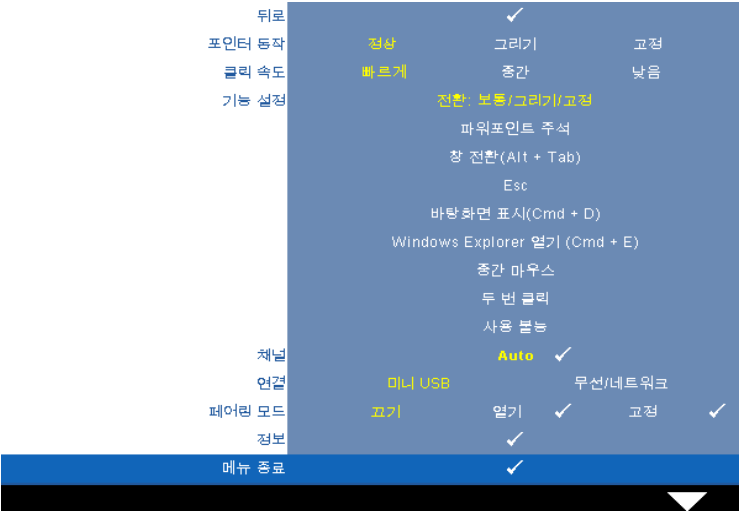 뒤로 ✓
포인터 동작 정상 그리기 고정
클릭 속도 빠르게 중간 낮음
기능 설정 전환: 보통/그리기/고정
파워포인트 주석
창 전환(Alt + Tab)
Esc
바탕화면 표시(Cmd + D)
Windows Explorer 열기 (Cmd + E)
중간 마우스
두 번 클릭
사용 불능
채널 Auto ✓
연결 미니 USB 무선/네트워크
페어링 모드 끄기 열기 ✓ 고정 ✓
정보 ✓
메뉴 종료 ✓